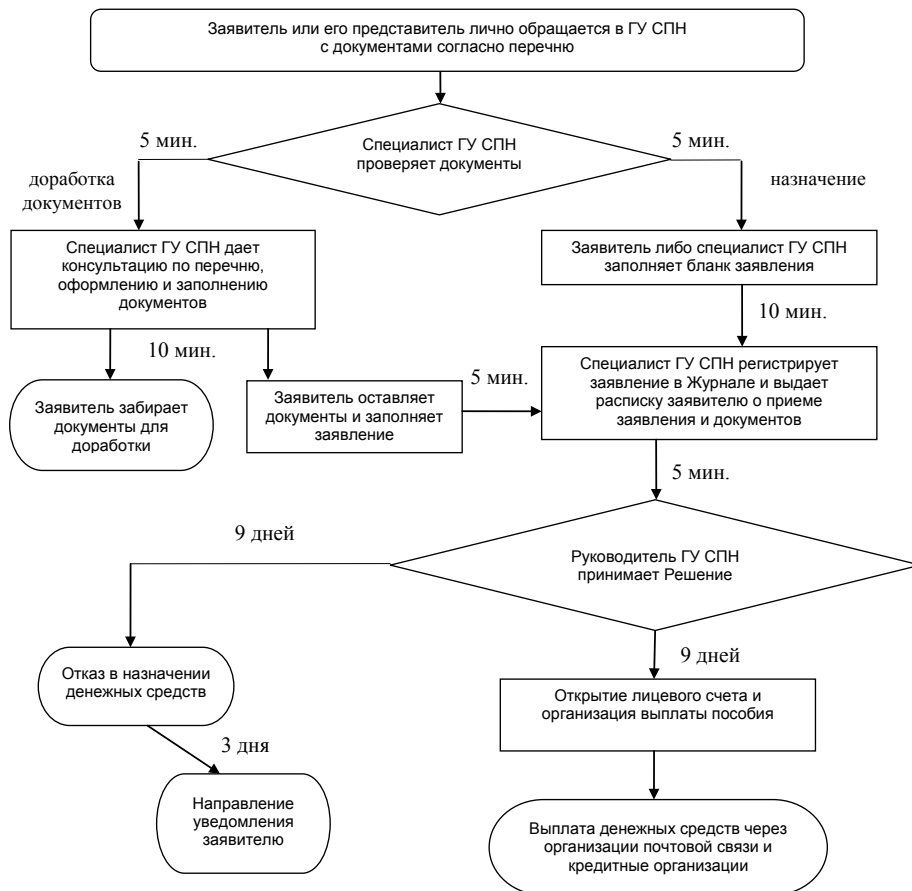 Заявитель или его представитель лично обращается в ГУ СПН
с документами согласно перечню
5 мин.
Специалист ГУ СПН
проверяет документы
5 мин.
доработка
документов
назначение
Специалист ГУ СПН дает
консультацию по перечню,
оформлению и заполнению
документов
Заявитель либо специалист ГУ СПН
заполняет бланк заявления
10 мин.
10 мин.
Заявитель забирает
документы для
доработки
Заявитель оставляет
документы и заполняет
заявление
5 мин.
Специалист ГУ СПН регистрирует
заявление в Журнале и выдает
расписку заявителю о приеме
заявления и документов
5 мин.
9 дней
Руководитель ГУ СПН
принимает Решение
Отказ в назначении
денежных средств
9 дней
Открытие лицевого счета и
организация выплаты пособия
3 дня
Направление
уведомления
заявителю
Выплата денежных средств через
организации почтовой связи и
кредитные организации